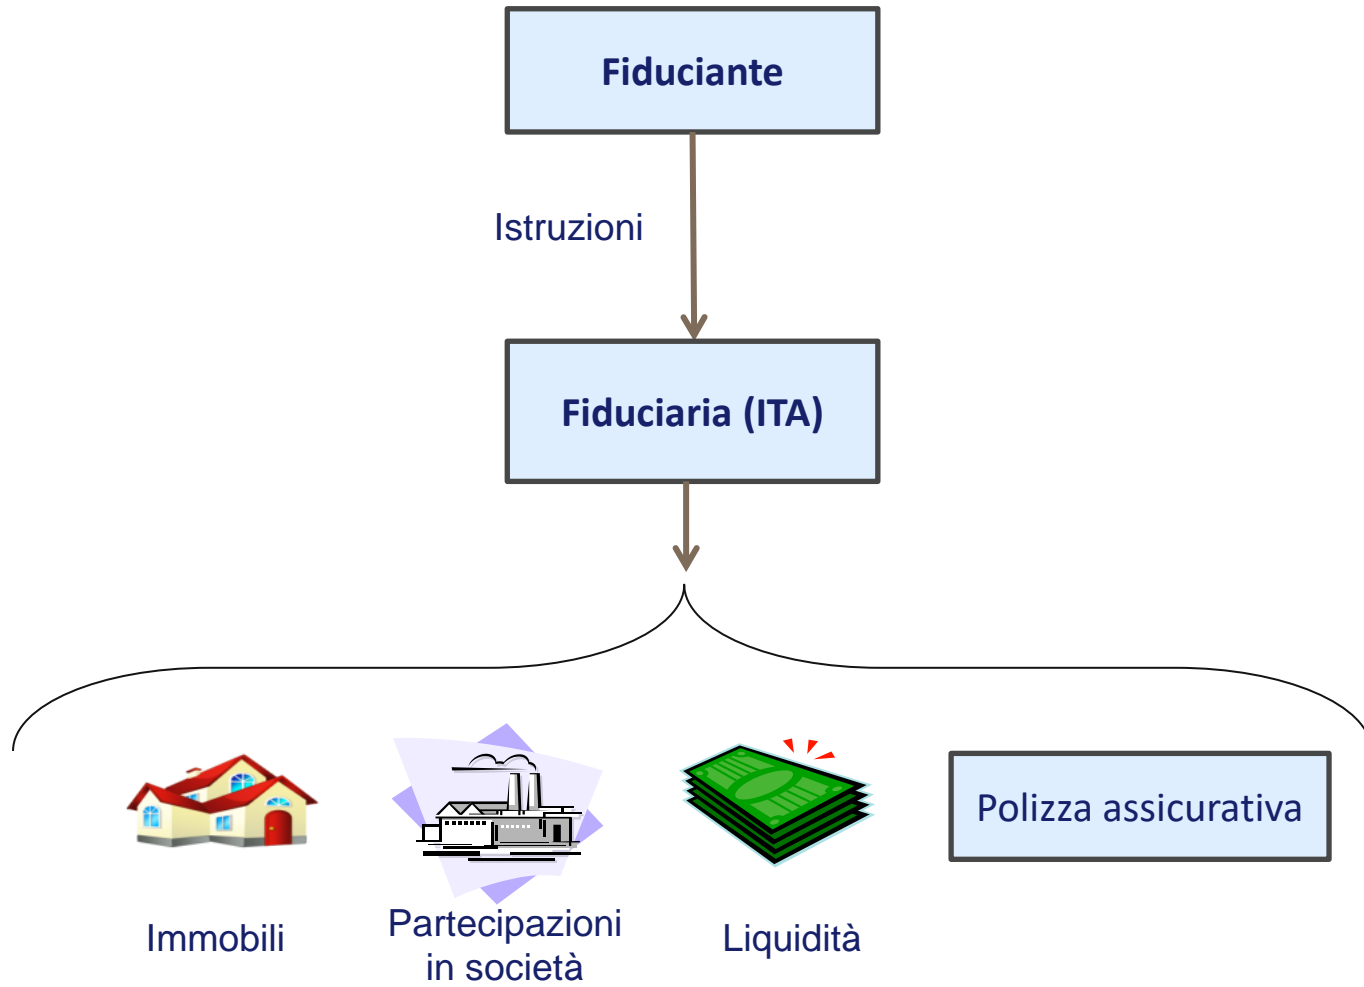 Fiduciante
Istruzioni
Fiduciaria (ITA)
Polizza assicurativa
Immobili
Partecipazioni
in società
Liquidità